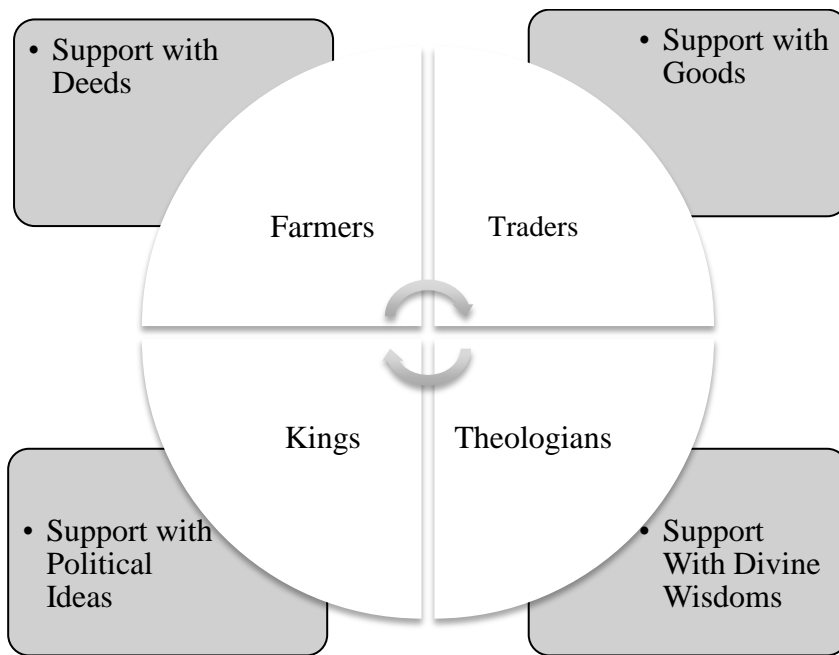 • Support with
Deeds
• Support with
Goods
Farmers
Traders
Kings
Theologians
• Support with
Political
Ideas
• Support
With Divine
Wisdoms